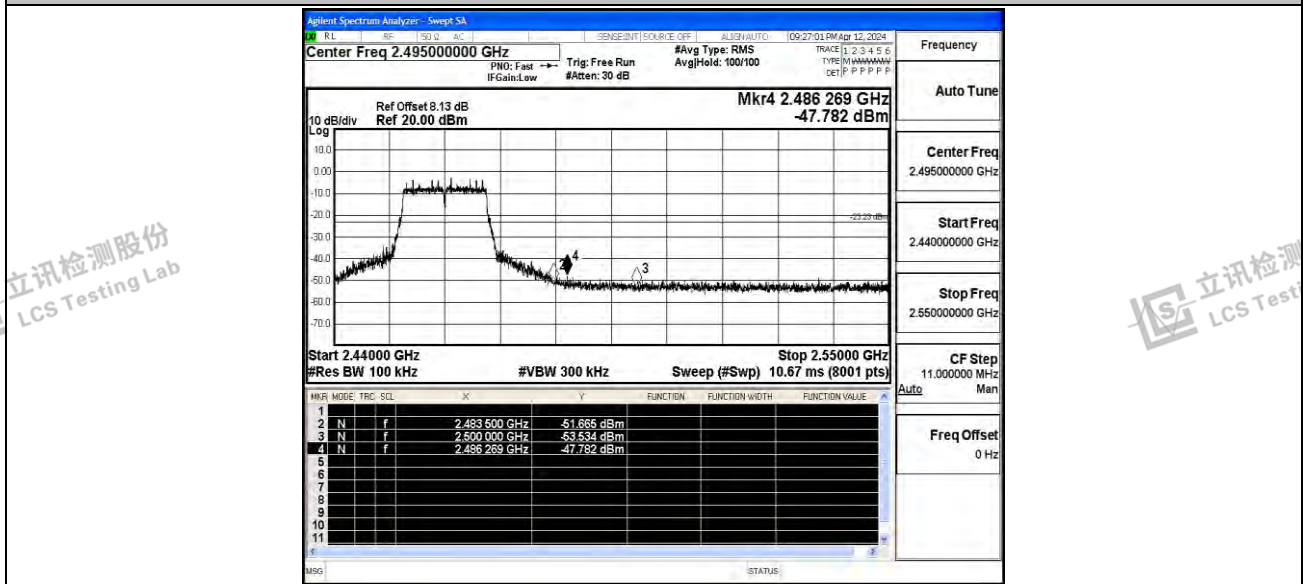 Agilent Spectrum Analyzer - Swept SA
RL RF 50 Ω AC SENSE:INT SOURCE OFF ALIGN AUTO 09:27:01 PM Apr 12, 2024
Center Freq 2.495000000 GHz
PNO: Fast
IFGain:Low
Trig: Free Run
#Atten: 30 dB
#Avg Type: RMS
Avg|Hold: 100/100
TRACE 1 2 3 4 5 6
TYPE
DET P P P P P P
Frequency
Auto Tune
Center Freq
2.495000000 GHz
Start Freq
2.440000000 GHz
Stop Freq
2.550000000 GHz
CF Step
11.000000 MHz
Auto Man
Freq Offset
0 Hz
Mkr4 2.486 269 GHz
-47.782 dBm
Ref Offset 8.13 dB
10 dB/div Ref 20.00 dBm
Log
10.0
0.00
-10.0
-20.0
-30.0
-40.0
-50.0
-60.0
-70.0
-23.23 dBm
2
4
3
Start 2.44000 GHz Stop 2.55000 GHz
#Res BW 100 kHz #VBW 300 kHz Sweep (#Swp) 10.67 ms (8001 pts)
MKR MODE TRC SCL X Y FUNCTION FUNCTION WIDTH FUNCTION VALUE
1
2 N f 2.483 500 GHz -51.665 dBm
3 N f 2.500 000 GHz -53.534 dBm
4 N f 2.486 269 GHz -47.782 dBm
5
6
7
8
9
10
11
MSG STATUS
立讯检测股份
LCS Testing Lab
立讯检测
LCS Testi